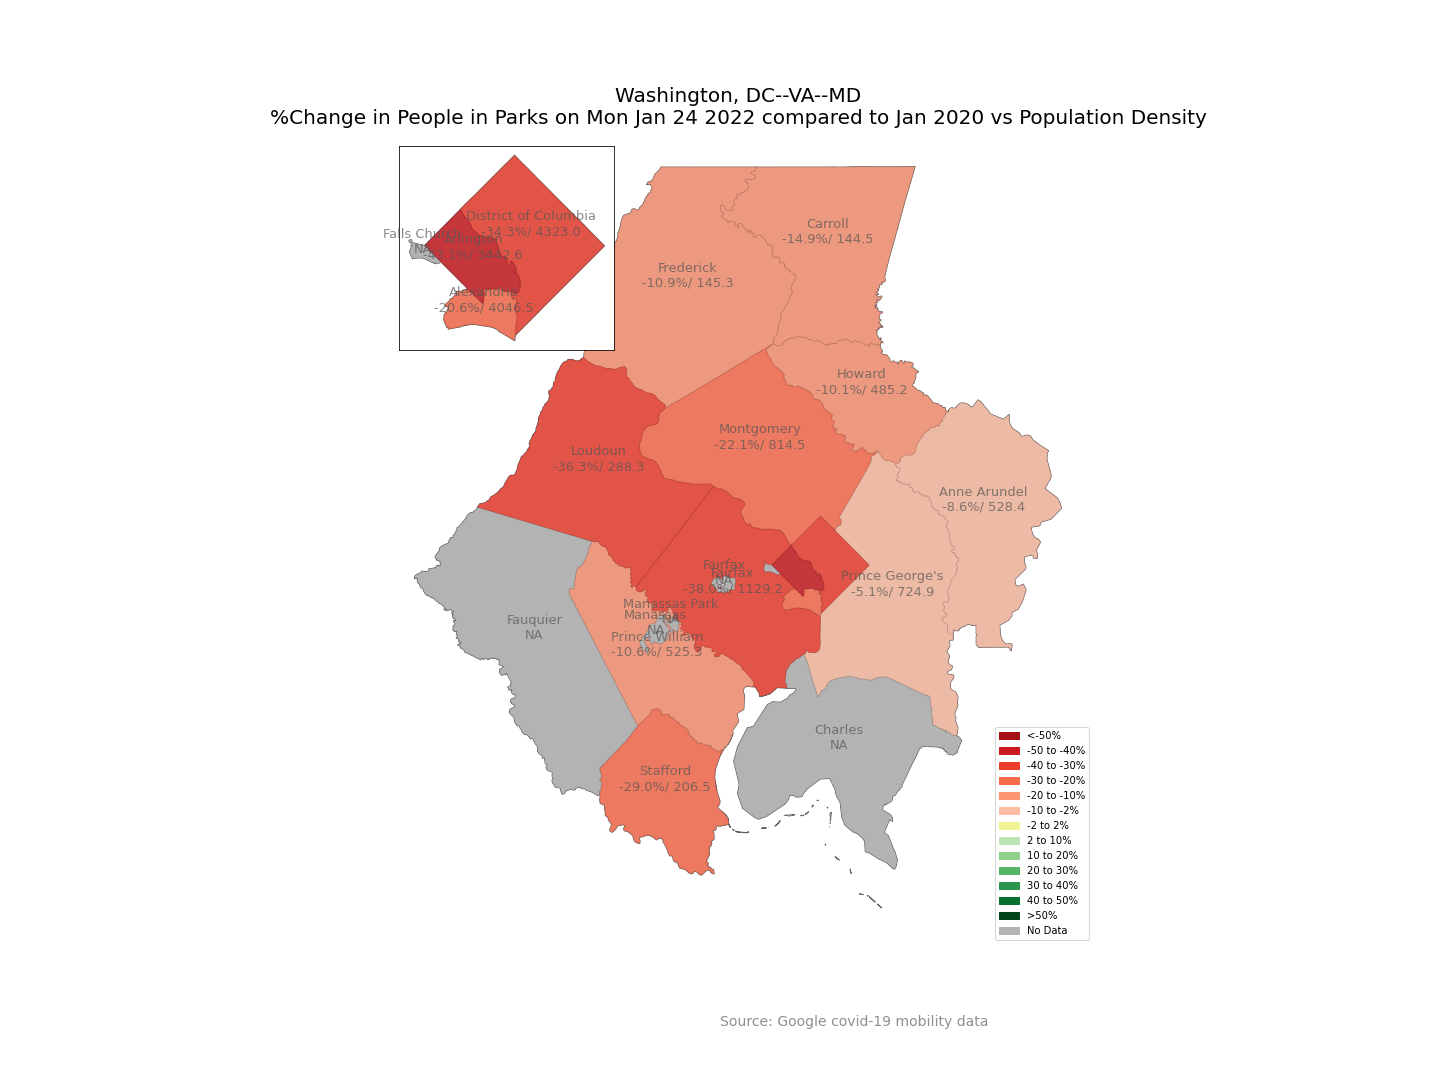 Washington, DC--VA--MD
%Change in People in Parks on Mon Jan 24 2022 compared to Jan 2020 vs Population Density
District of Columbia
-34.3%/ 4323.0
Falls Church
NA
Arlington
-43.1%/ 3442.6
Alexandria
-20.6%/ 4046.5
Carroll
-14.9%/ 144.5
Frederick
-10.9%/ 145.3
Howard
-10.1%/ 485.2
Montgomery
-22.1%/ 814.5
Loudoun
-36.3%/ 288.3
Anne Arundel
-8.6%/ 528.4
Fairfax
NA
Fairfax
-38.0%/ 1129.2
Prince George's
-5.1%/ 724.9
Manassas Park
NA
Manassas
NA
Prince William
-10.6%/ 525.3
Fauquier
NA
Charles
NA
Stafford
-29.0%/ 206.5
<-50%
-50 to -40%
-40 to -30%
-30 to -20%
-20 to -10%
-10 to -2%
-2 to 2%
2 to 10%
10 to 20%
20 to 30%
30 to 40%
40 to 50%
>50%
No Data
Source: Google covid-19 mobility data